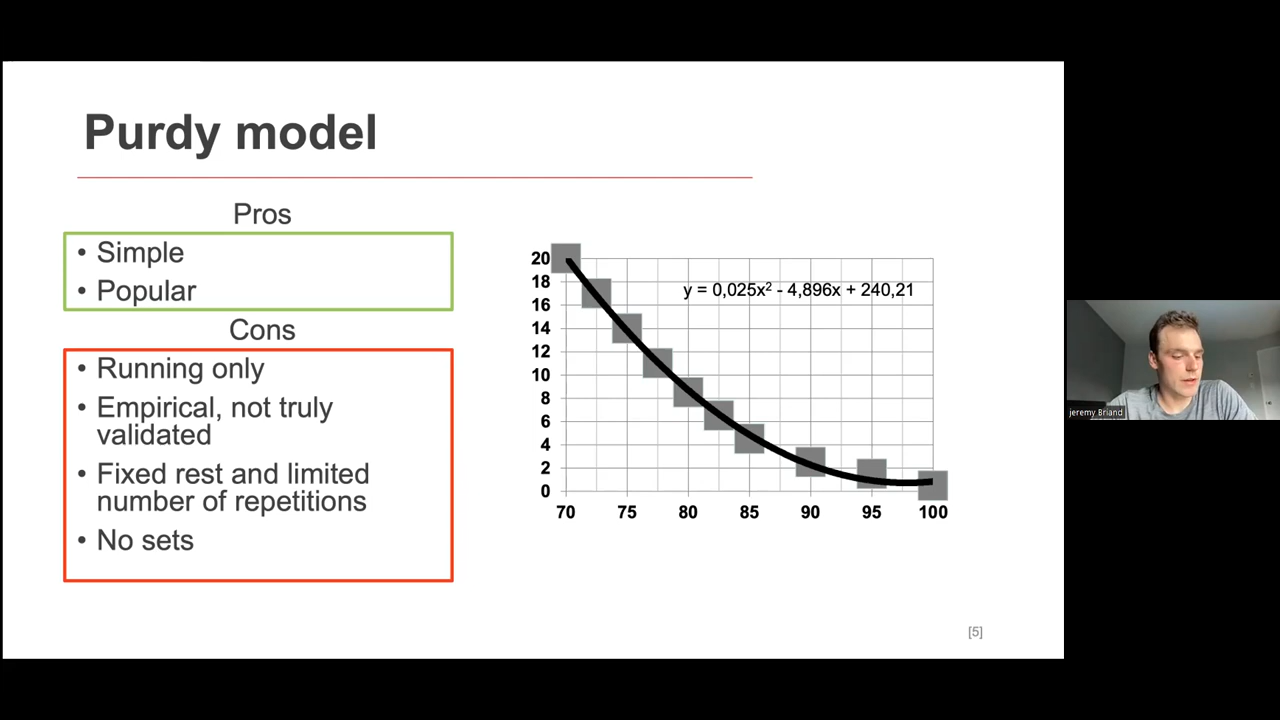 Purdy model
Pros
• Simple
• Popular
Cons
• Running only
• Empirical, not truly
validated
• Fixed rest and limited
number of repetitions
• No sets
y = 0,025x² - 4,896x + 240,21
20
18
16
14
12
10
8
6
4
2
0
70 75 80 85 90 95 100
[5]
jeremy Briand